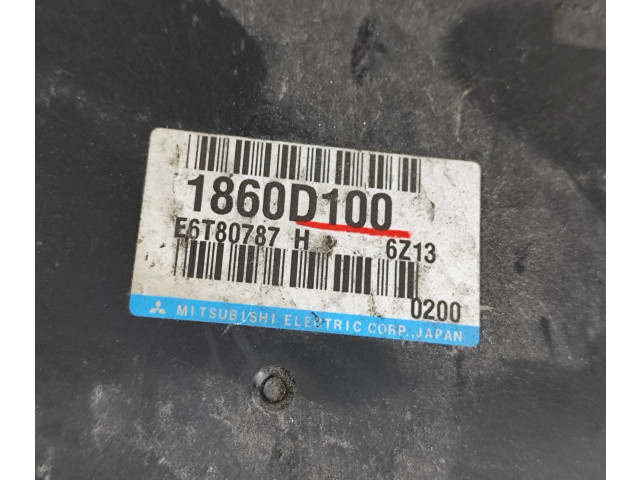 1860D100
E6T80787 H 6Z13
0200
MITSUBISHI ELECTRIC CORP., JAPAN